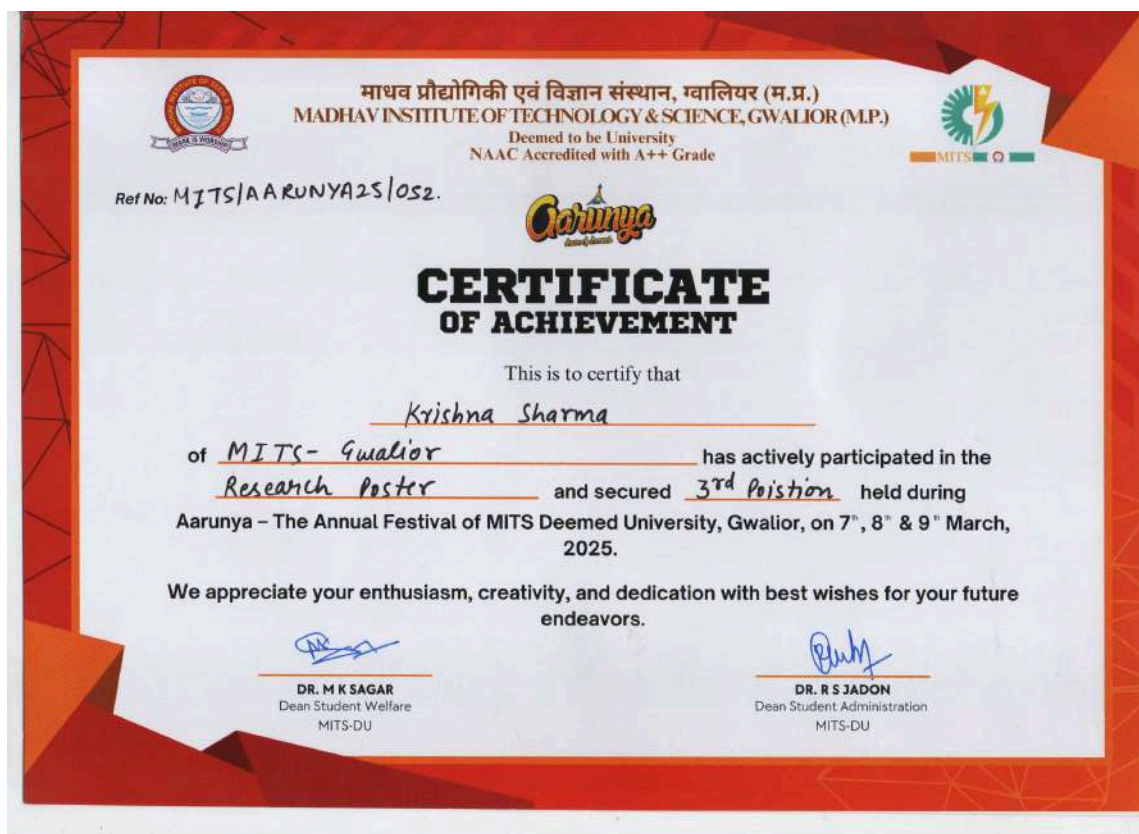 माधव प्रौद्योगिकी एवं विज्ञान संस्थान, ग्वालियर (म.प्र.)
MADHAV INSTITUTE OF TECHNOLOGY & SCIENCE, GWALIOR (M.P.)
Deemed to be University
NAAC Accredited with A++ Grade
WORK IS WORSHIP
MITS
Ref No: MITS/AARUNYA25/052.
Aarunya
CERTIFICATE
OF ACHIEVEMENT
This is to certify that
Krishna Sharma
of MITS- Gwalior has actively participated in the
Research Poster and secured 3rd Poistion held during
Aarunya – The Annual Festival of MITS Deemed University, Gwalior, on 7th, 8th & 9th March,
2025.
We appreciate your enthusiasm, creativity, and dedication with best wishes for your future
endeavors.
DR. M K SAGAR
Dean Student Welfare
MITS-DU
DR. R S JADON
Dean Student Administration
MITS-DU